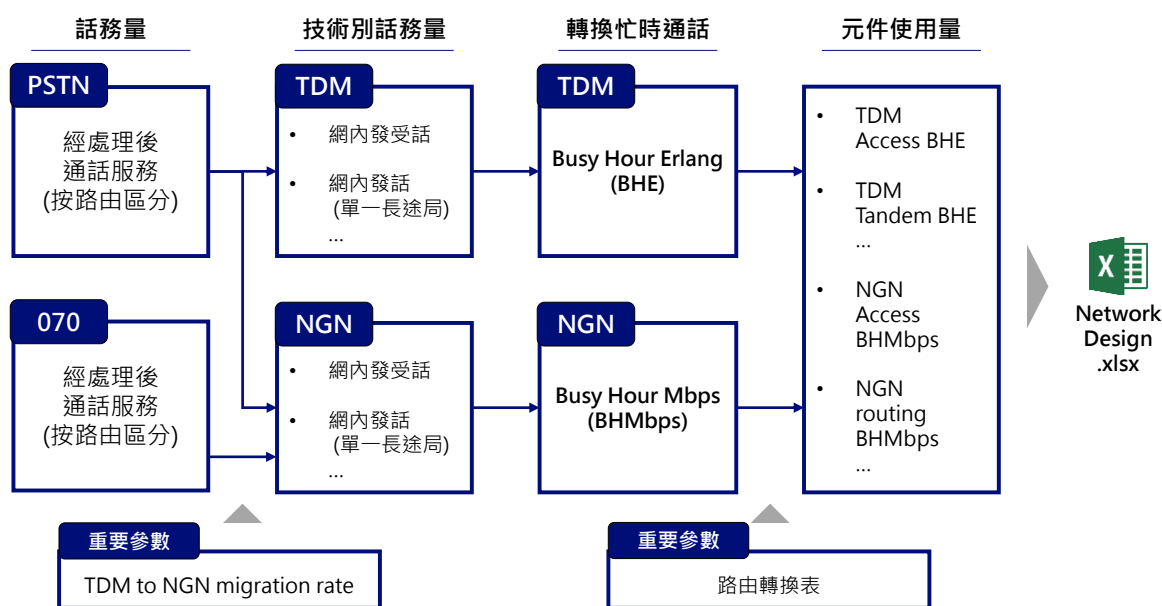 話務量
技術別話務量
轉換忙時通話
元件使用量
PSTN
經處理後
通話服務
(按路由區分)
070
經處理後
通話服務
(按路由區分)
TDM
• 網內發受話
• 網內發話
(單一長途局)
...
NGN
• 網內發受話
• 網內發話
(單一長途局)
...
TDM
Busy Hour Erlang
(BHE)
NGN
Busy Hour Mbps
(BHMbps)
• TDM
Access BHE
• TDM
Tandem BHE
...
• NGN
Access
BHMbps
• NGN
routing
BHMbps
...
X
Network
Design
.xlsx
重要參數
TDM to NGN migration rate
重要參數
路由轉換表